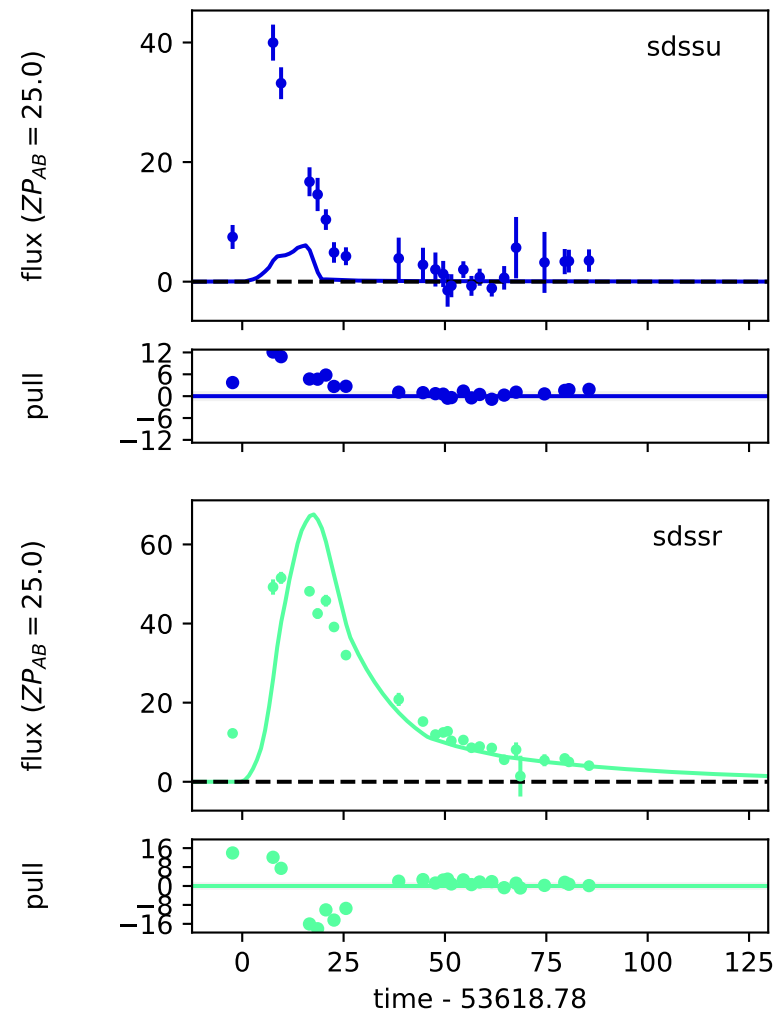 sdssu
flux (ZP_AB = 25.0)
40
20
0
pull
12
6
0
−6
−12
sdssr
flux (ZP_AB = 25.0)
60
40
20
0
pull
16
8
0
−8
−16
0 25 50 75 100 125
time - 53618.78